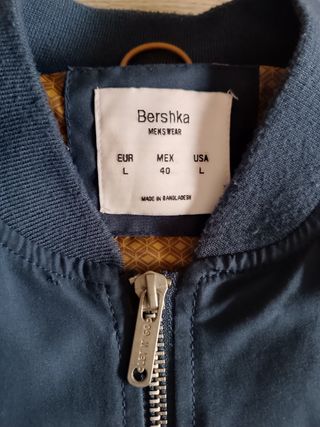 Bershka
MENSWEAR
EUR MEX USA
L 40 L
MADE IN BANGLADESH